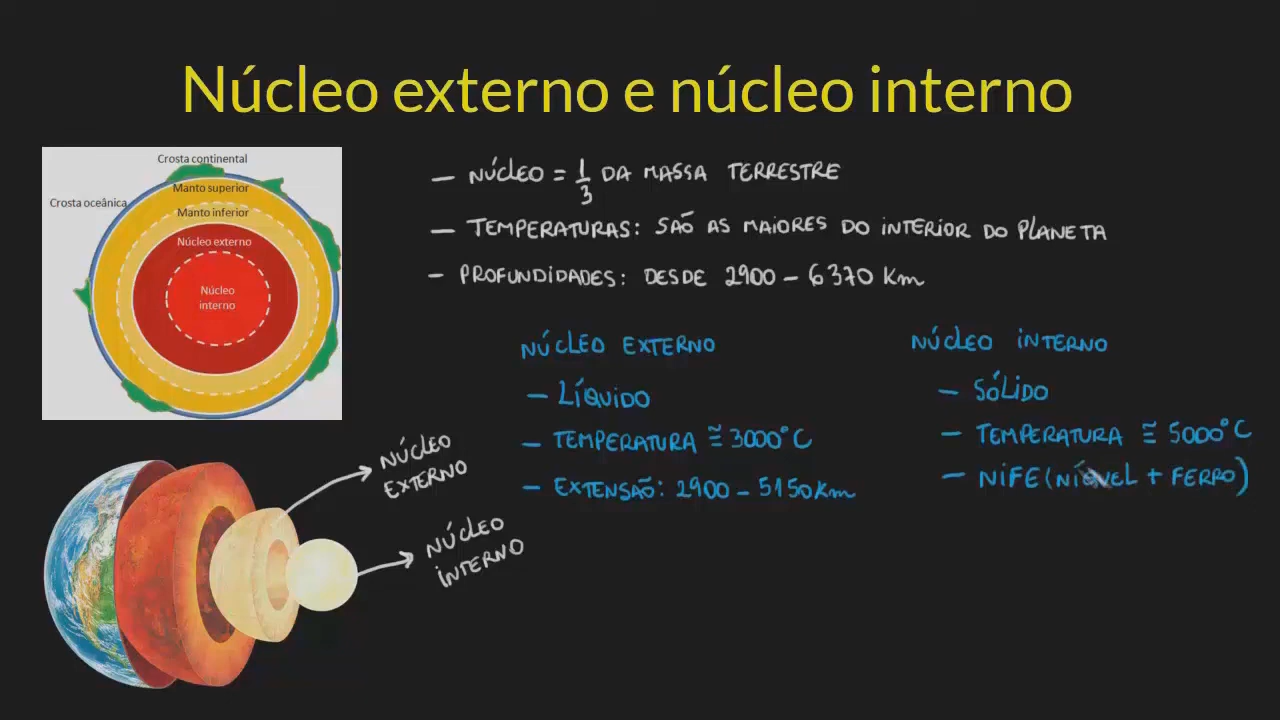 Núcleo externo e núcleo interno
Crosta continental
Manto superior
Crosta oceânica
Manto inferior
Núcleo externo
Núcleo
interno
— NÚCLEO = 1/3 DA MASSA TERRESTRE
— TEMPERATURAS: SÃO AS MAIORES DO INTERIOR DO PLANETA
— PROFUNDIDADES: DESDE 2900 – 6370 Km
NÚCLEO EXTERNO
— LÍQUIDO
— TEMPERATURA ≅ 3000°C
— EXTENSÃO: 2900 – 5150 Km
NÚCLEO INTERNO
— SÓLIDO
— TEMPERATURA ≅ 5000°C
— NIFE (NÍQUEL + FERRO)
NÚCLEO
EXTERNO
NÚCLEO
INTERNO